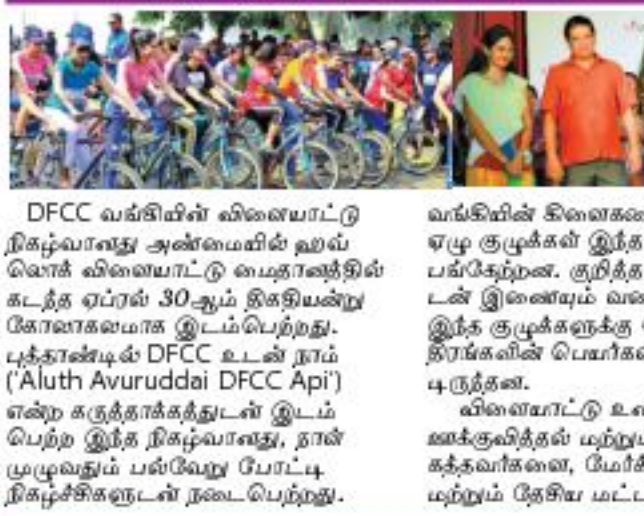 DFCC வங்கியின் விளையாட்டு
நிகழ்வானது அண்மையில் ஹவ்
லொக் விளையாட்டு மைதானத்தில்
கடந்த ஏப்ரல் 30ஆம் திகதியன்று
கோலாகலமாக இடம்பெற்றது.
புத்தாண்டில் DFCC உடன் நாம்
('Aluth Avuruddai DFCC Api')
என்ற கருத்தாக்கத்துடன் இடம்
பெற்ற இந்த நிகழ்வானது, நாள்
முழுவதும் பல்வேறு போட்டி
நிகழ்ச்சிகளுடன் நடைபெற்றது.
வங்கியின்
ஏழு குழுக்கள் இந்த
பங்கேற்றன. குறித்த
டன் இணையும்
இந்த குழுக்களுக்கு
திரங்களின்
டிருந்தன.
விளையாட்டு
ஊக்குவித்தல் மற்றும்
கத்தவர்களை,
மற்றும் தேசிய